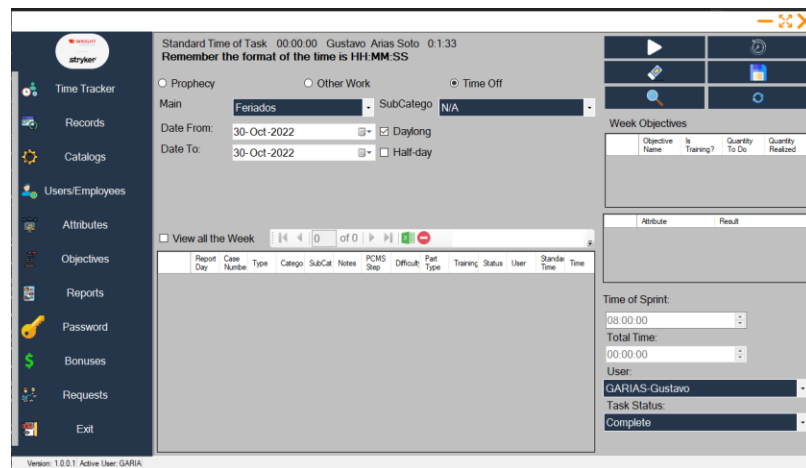 WRIGHT
stryker
Time Tracker
Records
Catalogs
Users/Employees
Attributes
Objectives
Reports
Password
Bonuses
Requests
Exit
Standard Time of Task 00:00:00 Gustavo Arias Soto 0:1:33
Remember the format of the time is HH:MM:SS
Prophecy Other Work Time Off
Main Feriados SubCatego N/A
Date From: 30-Oct-2022 Daylong
Date To: 30-Oct-2022 Half-day
View all the Week 0 of 0
Report Day Case Numbe Type Catego SubCat Notes PCMS Step Difficult Part Type Training Status User Standar Time Time
Week Objectives
Objective Name Is Training? Quantity To Do Quantity Realized
Attribute Result
Time of Sprint:
08:00:00
Total Time:
00:00:00
User:
GARIAS-Gustavo
Task Status:
Complete
Version: 1.0.0.1 Active User: GARIA